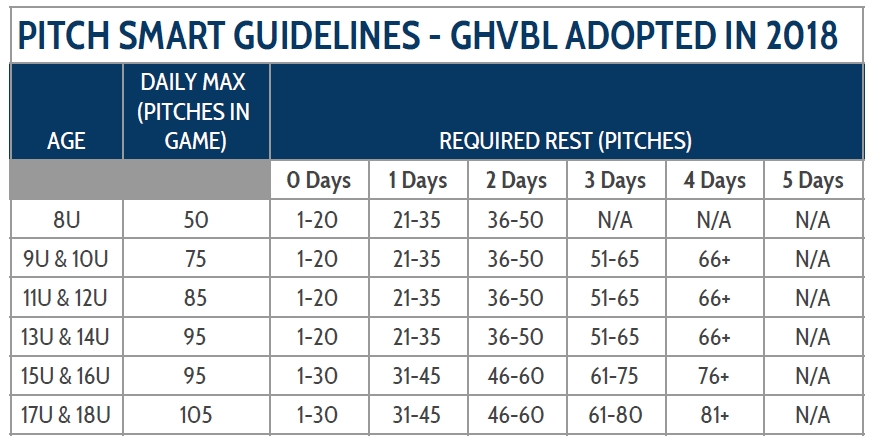 PITCH SMART GUIDELINES - GHVBL ADOPTED IN 2018
AGE DAILY MAX (PITCHES IN GAME) REQUIRED REST (PITCHES)
0 Days 1 Days 2 Days 3 Days 4 Days 5 Days
8U 50 1-20 21-35 36-50 N/A N/A N/A
9U & 10U 75 1-20 21-35 36-50 51-65 66+ N/A
11U & 12U 85 1-20 21-35 36-50 51-65 66+ N/A
13U & 14U 95 1-20 21-35 36-50 51-65 66+ N/A
15U & 16U 95 1-30 31-45 46-60 61-75 76+ N/A
17U & 18U 105 1-30 31-45 46-60 61-80 81+ N/A